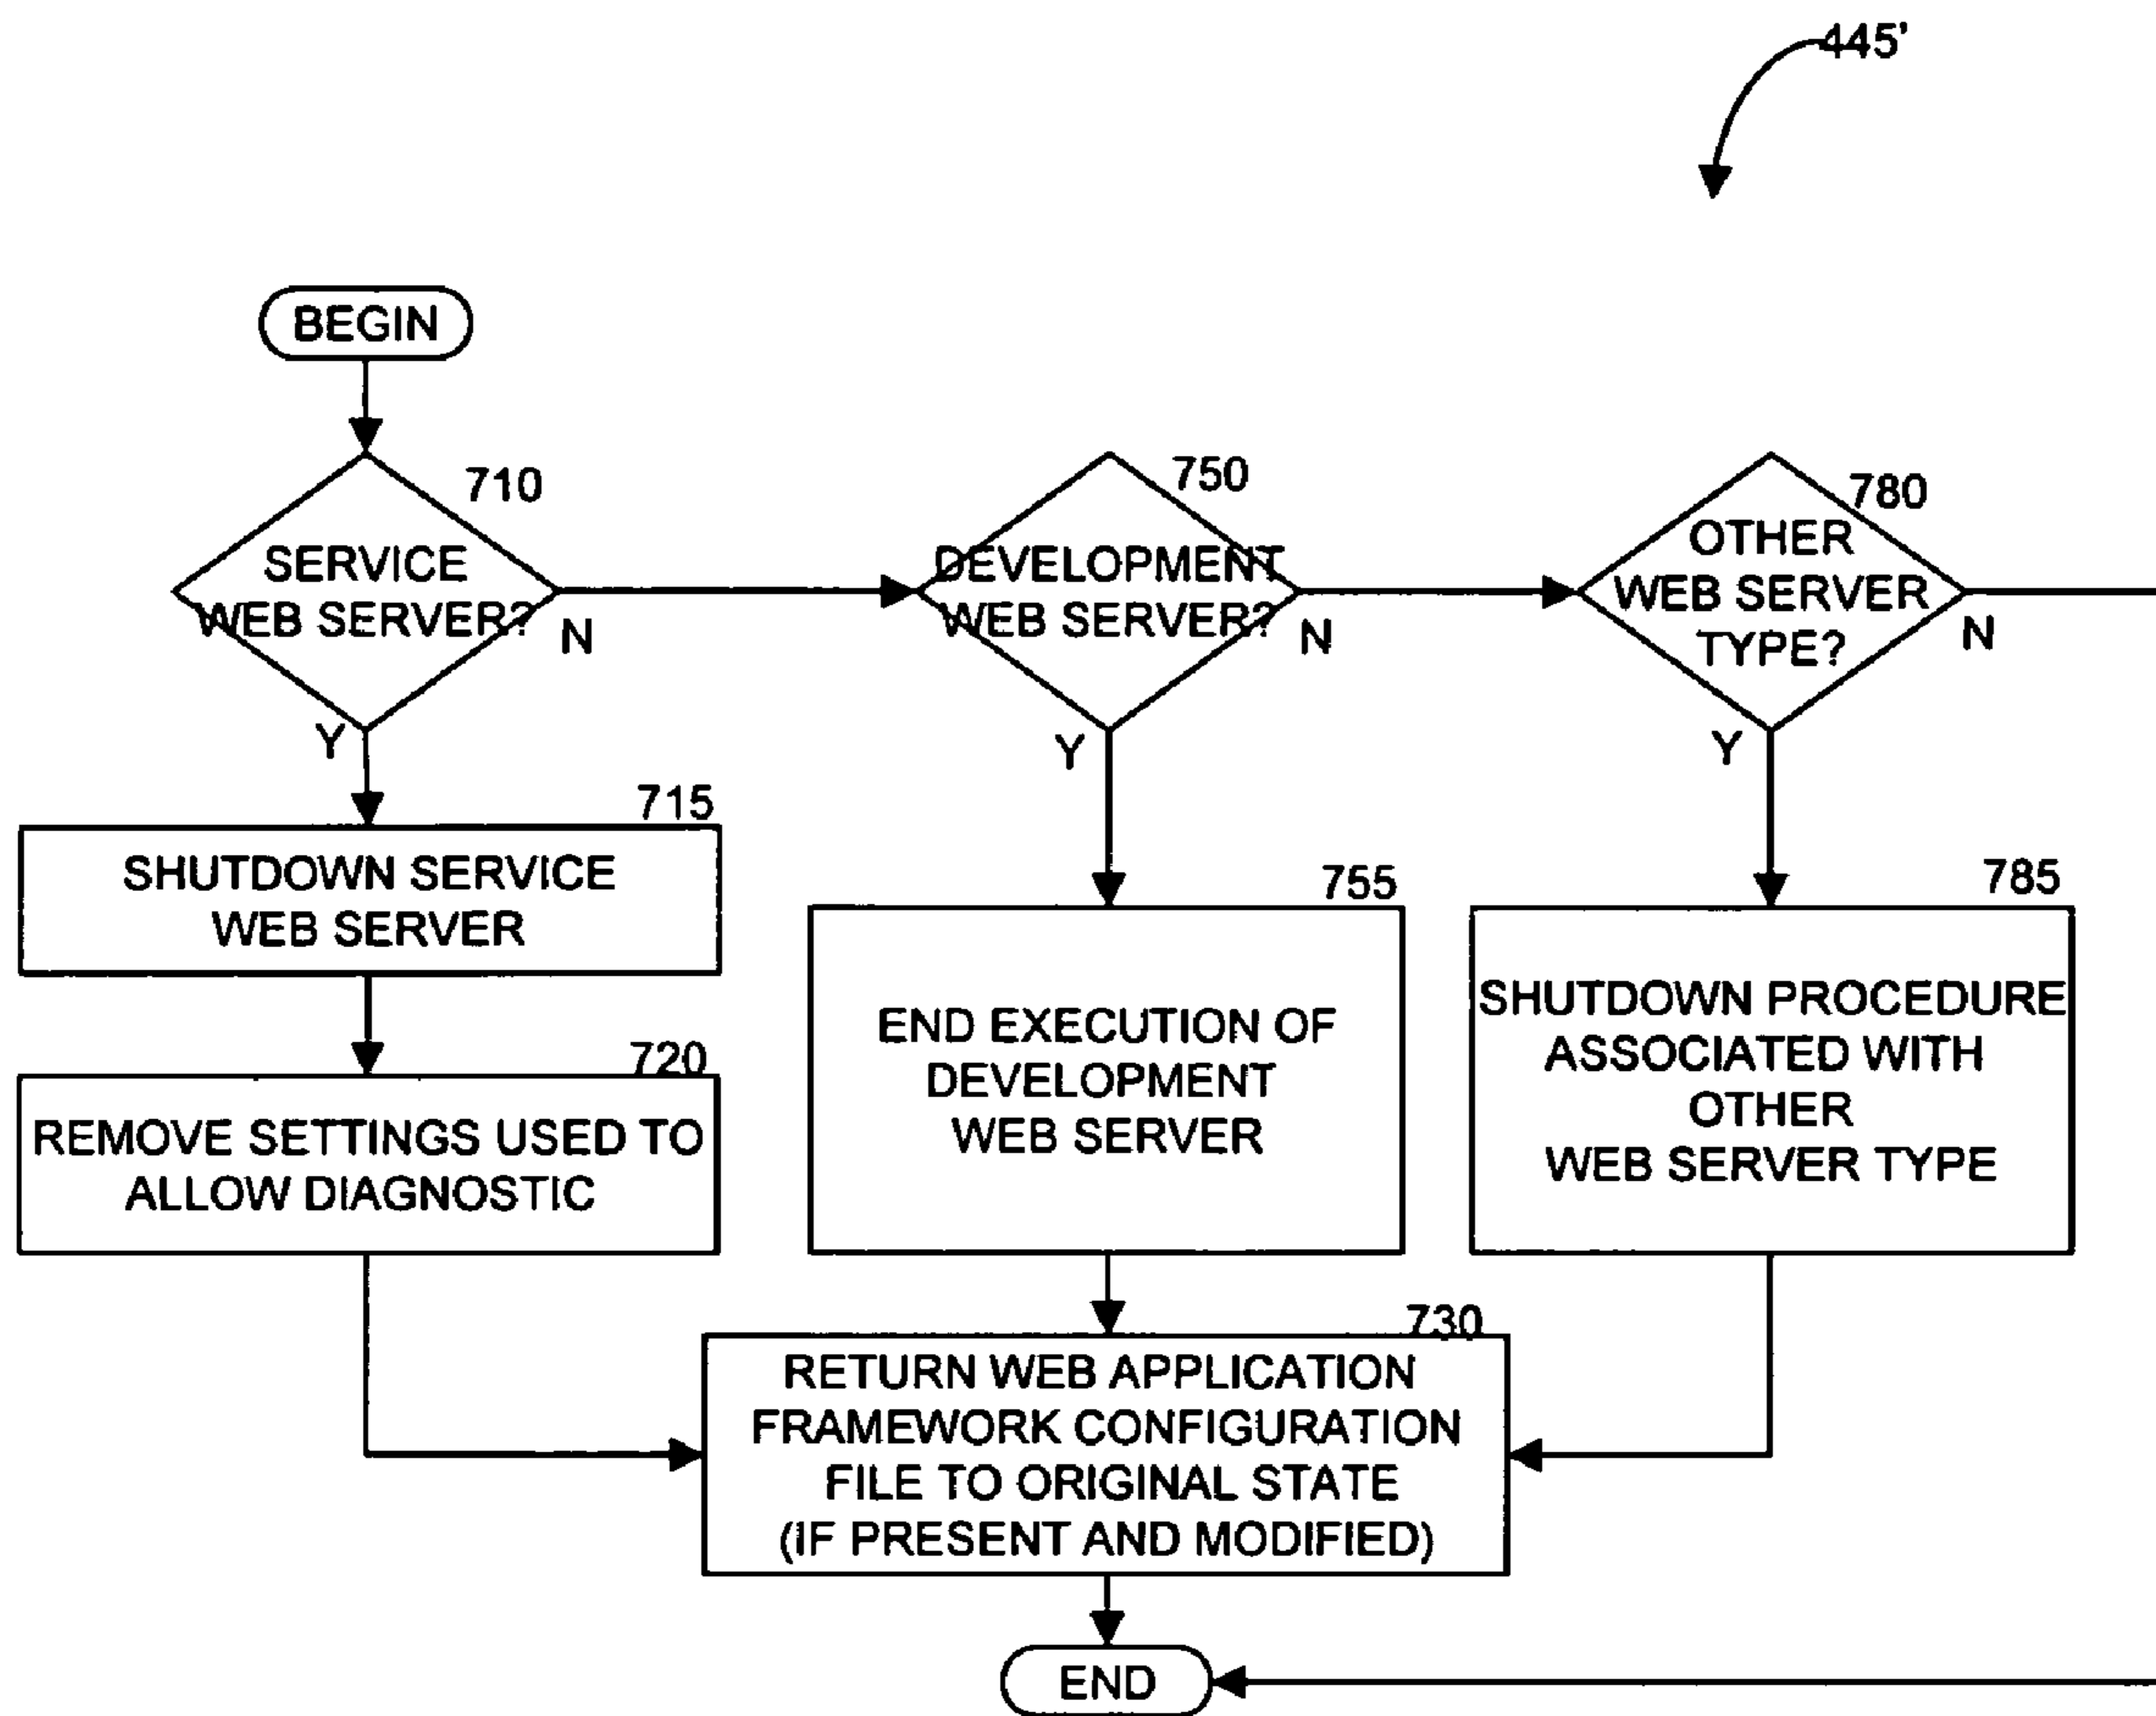 445'
BEGIN
710
SERVICE
WEB SERVER?
N
Y
750
DEVELOPMENT
WEB SERVER?
N
Y
780
OTHER
WEB SERVER
TYPE?
N
Y
715
SHUTDOWN SERVICE
WEB SERVER
720
REMOVE SETTINGS USED TO
ALLOW DIAGNOSTIC
755
END EXECUTION OF
DEVELOPMENT
WEB SERVER
785
SHUTDOWN PROCEDURE
ASSOCIATED WITH
OTHER
WEB SERVER TYPE
730
RETURN WEB APPLICATION
FRAMEWORK CONFIGURATION
FILE TO ORIGINAL STATE
(IF PRESENT AND MODIFIED)
END